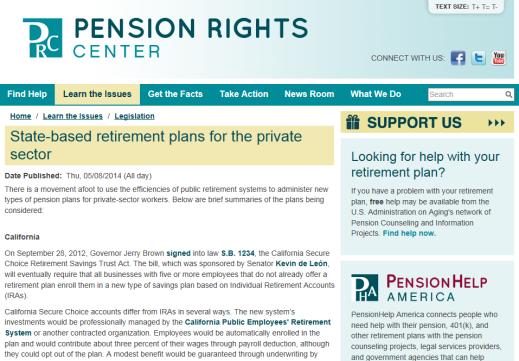 TEXT SIZE: T+ T= T-
PRC
PENSION RIGHTS
CENTER
CONNECT WITH US:
You
Tube
Find Help Learn the Issues Get the Facts Take Action News Room What We Do Search
Home / Learn the Issues / Legislation
State-based retirement plans for the private
sector
Date Published: Thu, 05/08/2014 (All day)
There is a movement afoot to use the efficiencies of public retirement systems to administer new
types of pension plans for private-sector workers. Below are brief summaries of the plans being
considered:
California
On September 28, 2012, Governor Jerry Brown signed into law S.B. 1234, the California Secure
Choice Retirement Savings Trust Act. The bill, which was sponsored by Senator Kevin de León,
will eventually require that all businesses with five or more employees that do not already offer a
retirement plan enroll them in a new type of savings plan based on Individual Retirement Accounts
(IRAs).
California Secure Choice accounts differ from IRAs in several ways. The new system's
investments would be professionally managed by the California Public Employees' Retirement
System or another contracted organization. Employees would be automatically enrolled in the
plan and would contribute about three percent of their wages through payroll deduction, although
they could opt out of the plan. A modest benefit would be guaranteed through underwriting by
SUPPORT US
Looking for help with your
retirement plan?
If you have a problem with your retirement
plan, free help may be available from the
U.S. Administration on Aging's network of
Pension Counseling and Information
Projects. Find help now.
PHA
PENSIONHELP
AMERICA
PensionHelp America connects people who
need help with their pension, 401(k), and
other retirement plans with the pension
counseling projects, legal services providers,
and government agencies that can help